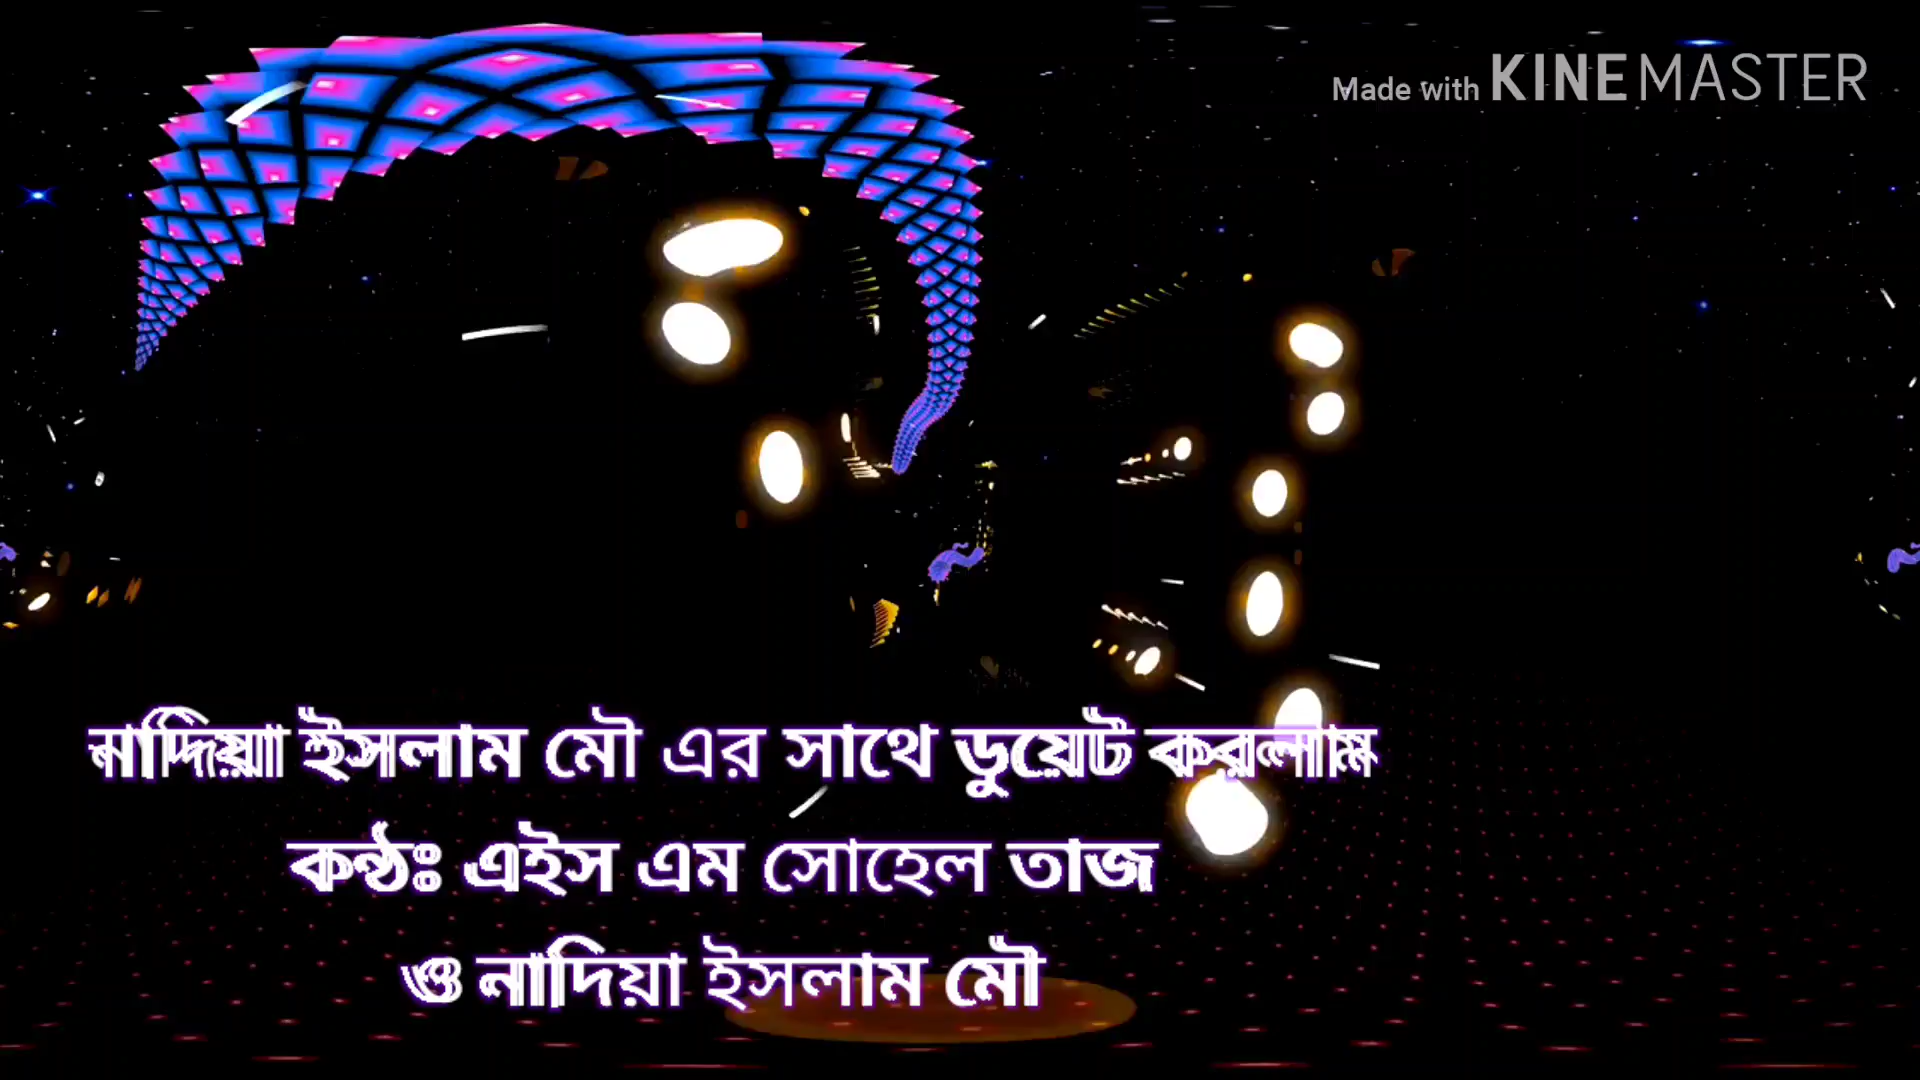 Made with KINEMASTER
নাদিয়া ইসলাম মৌ এর সাথে ডুয়েট করলাম
কন্ঠঃ এইস এম সোহেল তাজ
ও নাদিয়া ইসলাম মৌ